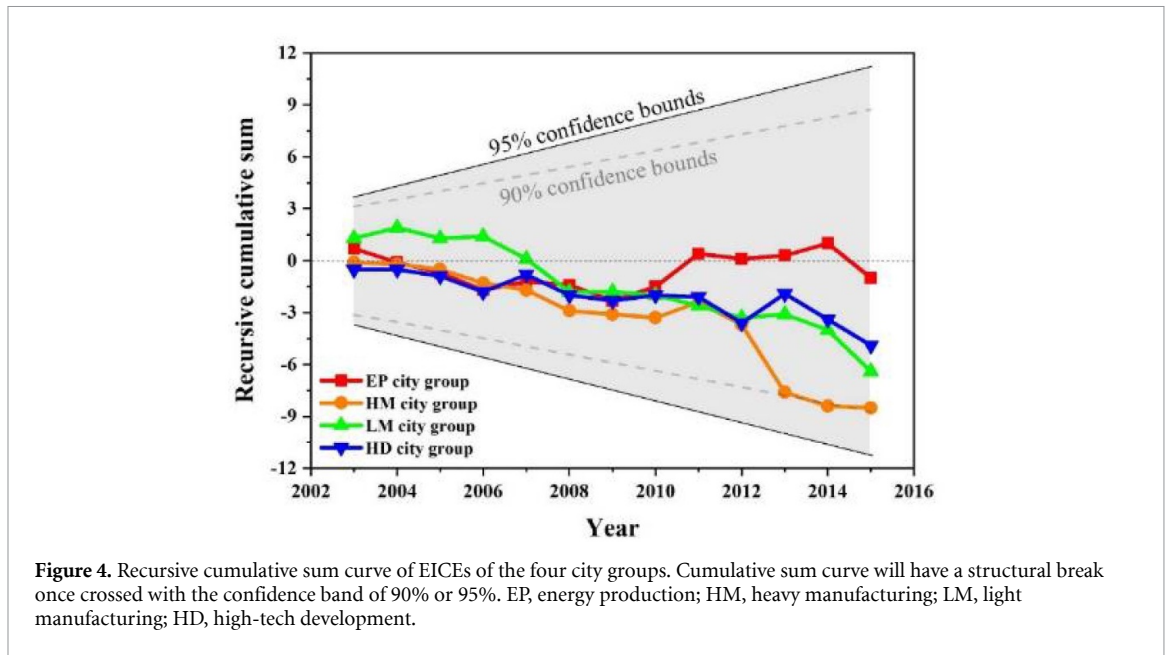 12
9
6
3
0
-3
-6
-9
-12
Recursive cumulative sum
95% confidence bounds
90% confidence bounds
EP city group
HM city group
LM city group
HD city group
2002 2004 2006 2008 2010 2012 2014 2016
Year
Figure 4. Recursive cumulative sum curve of EICEs of the four city groups. Cumulative sum curve will have a structural break
once crossed with the confidence band of 90% or 95%. EP, energy production; HM, heavy manufacturing; LM, light
manufacturing; HD, high-tech development.